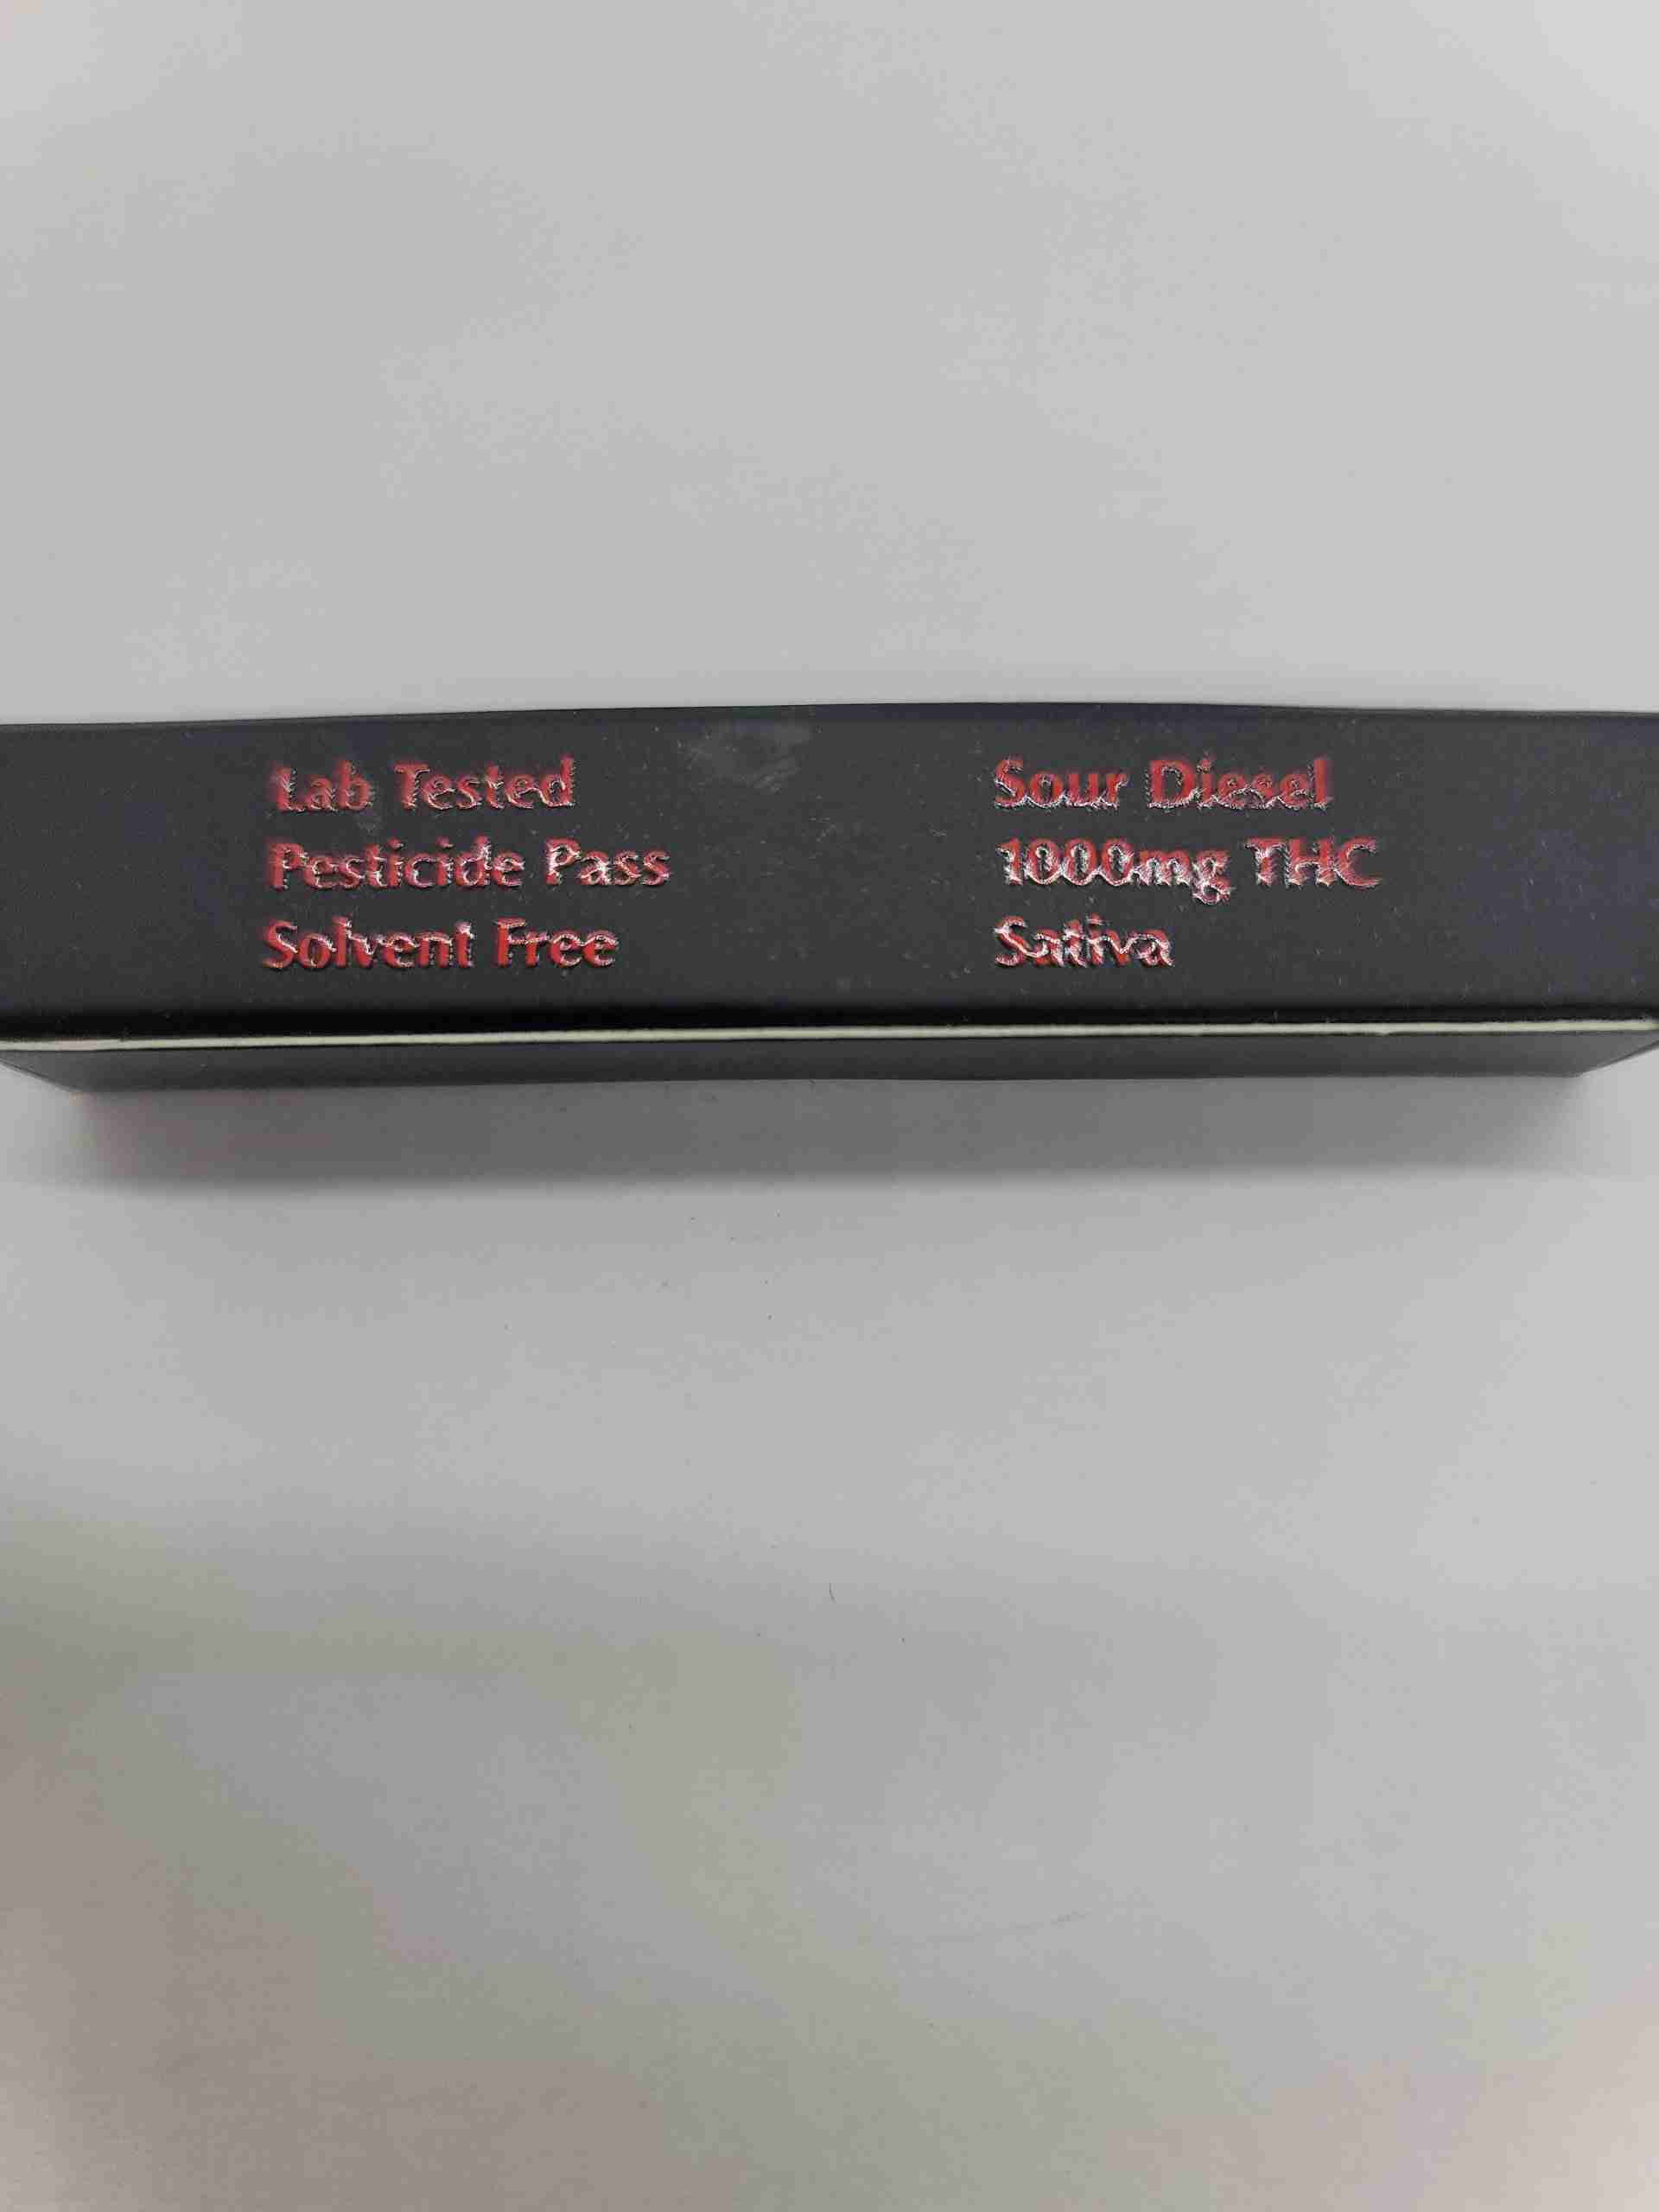 Lab Tested
Pesticide Pass
Solvent Free
Sour Diesel
1000mg THC
Sativa